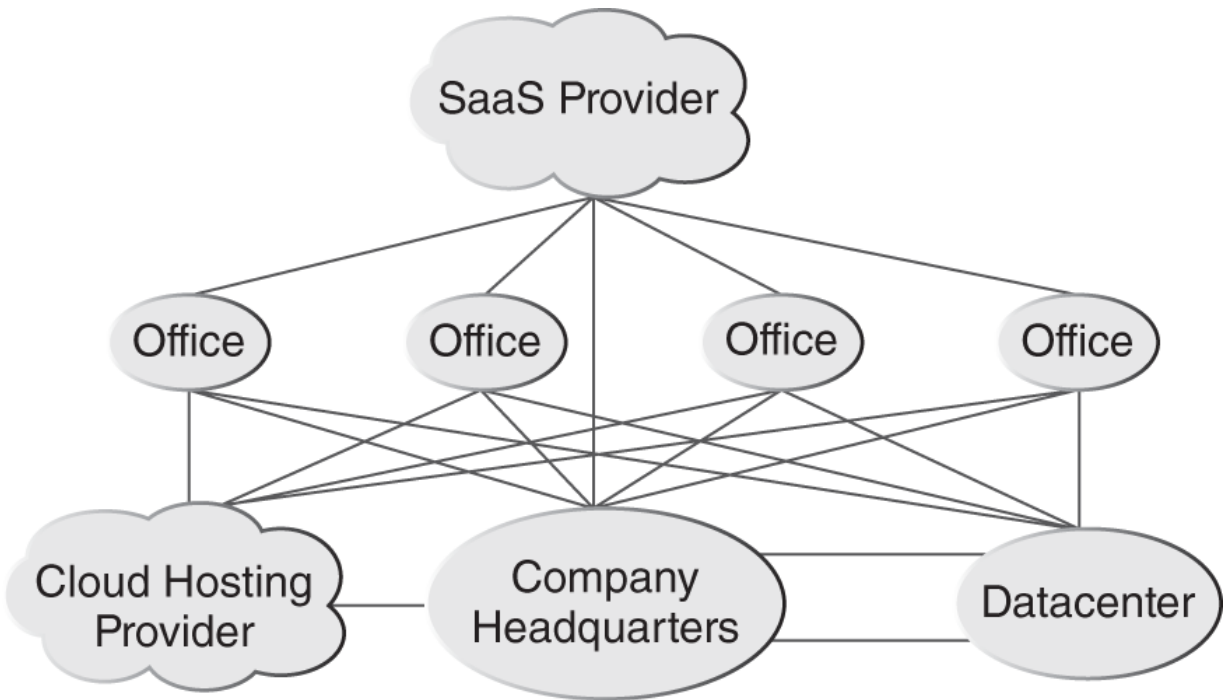 SaaS Provider
Office
Office
Office
Office
Cloud Hosting
Provider
Company
Headquarters
Datacenter